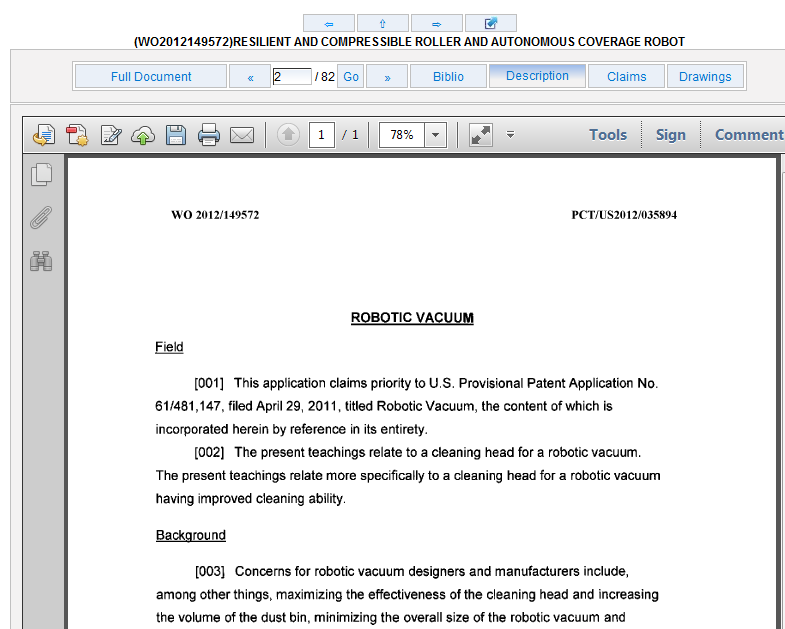 (WO2012149572)RESILIENT AND COMPRESSIBLE ROLLER AND AUTONOMOUS COVERAGE ROBOT
Full Document « 2 / 82 Go » Biblio Description Claims Drawings
1 / 1 78% Tools Sign Comment
WO 2012/149572 PCT/US2012/035894
ROBOTIC VACUUM
Field
[001] This application claims priority to U.S. Provisional Patent Application No.
61/481,147, filed April 29, 2011, titled Robotic Vacuum, the content of which is
incorporated herein by reference in its entirety.
[002] The present teachings relate to a cleaning head for a robotic vacuum.
The present teachings relate more specifically to a cleaning head for a robotic vacuum
having improved cleaning ability.
Background
[003] Concerns for robotic vacuum designers and manufacturers include,
among other things, maximizing the effectiveness of the cleaning head and increasing
the volume of the dust bin, minimizing the overall size of the robotic vacuum and